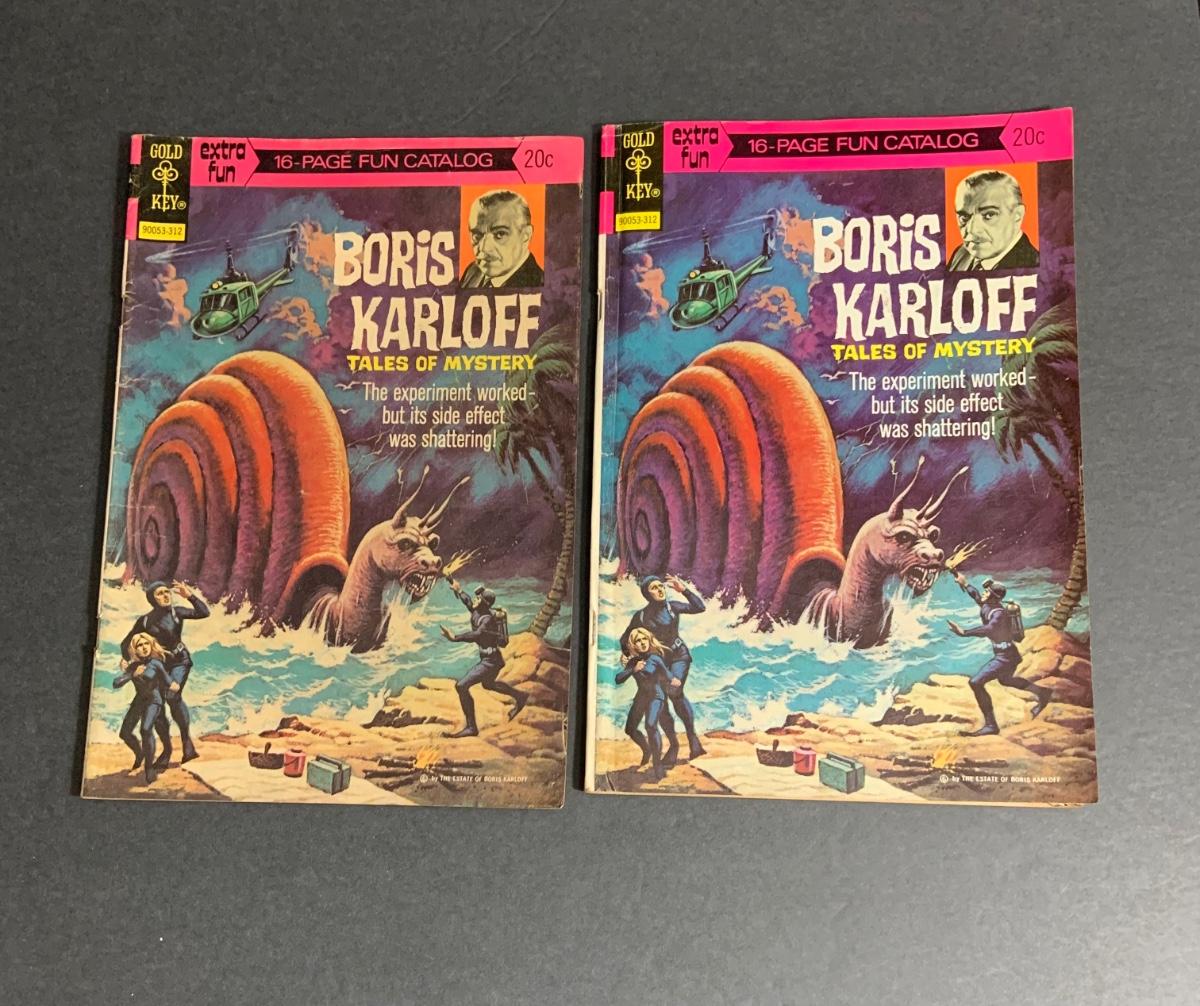 GOLD
KEY®
90053-312
extra
fun
16-PAGE FUN CATALOG
20c
BORiS
KARLOFF
TALES OF MYSTERY
The experiment worked-
but its side effect
was shattering!
© by THE ESTATE OF BORIS KARLOFF
GOLD
KEY®
90053-312
extra
fun
16-PAGE FUN CATALOG
20c
BORiS
KARLOFF
TALES OF MYSTERY
The experiment worked-
but its side effect
was shattering!
© by THE ESTATE OF BORIS KARLOFF